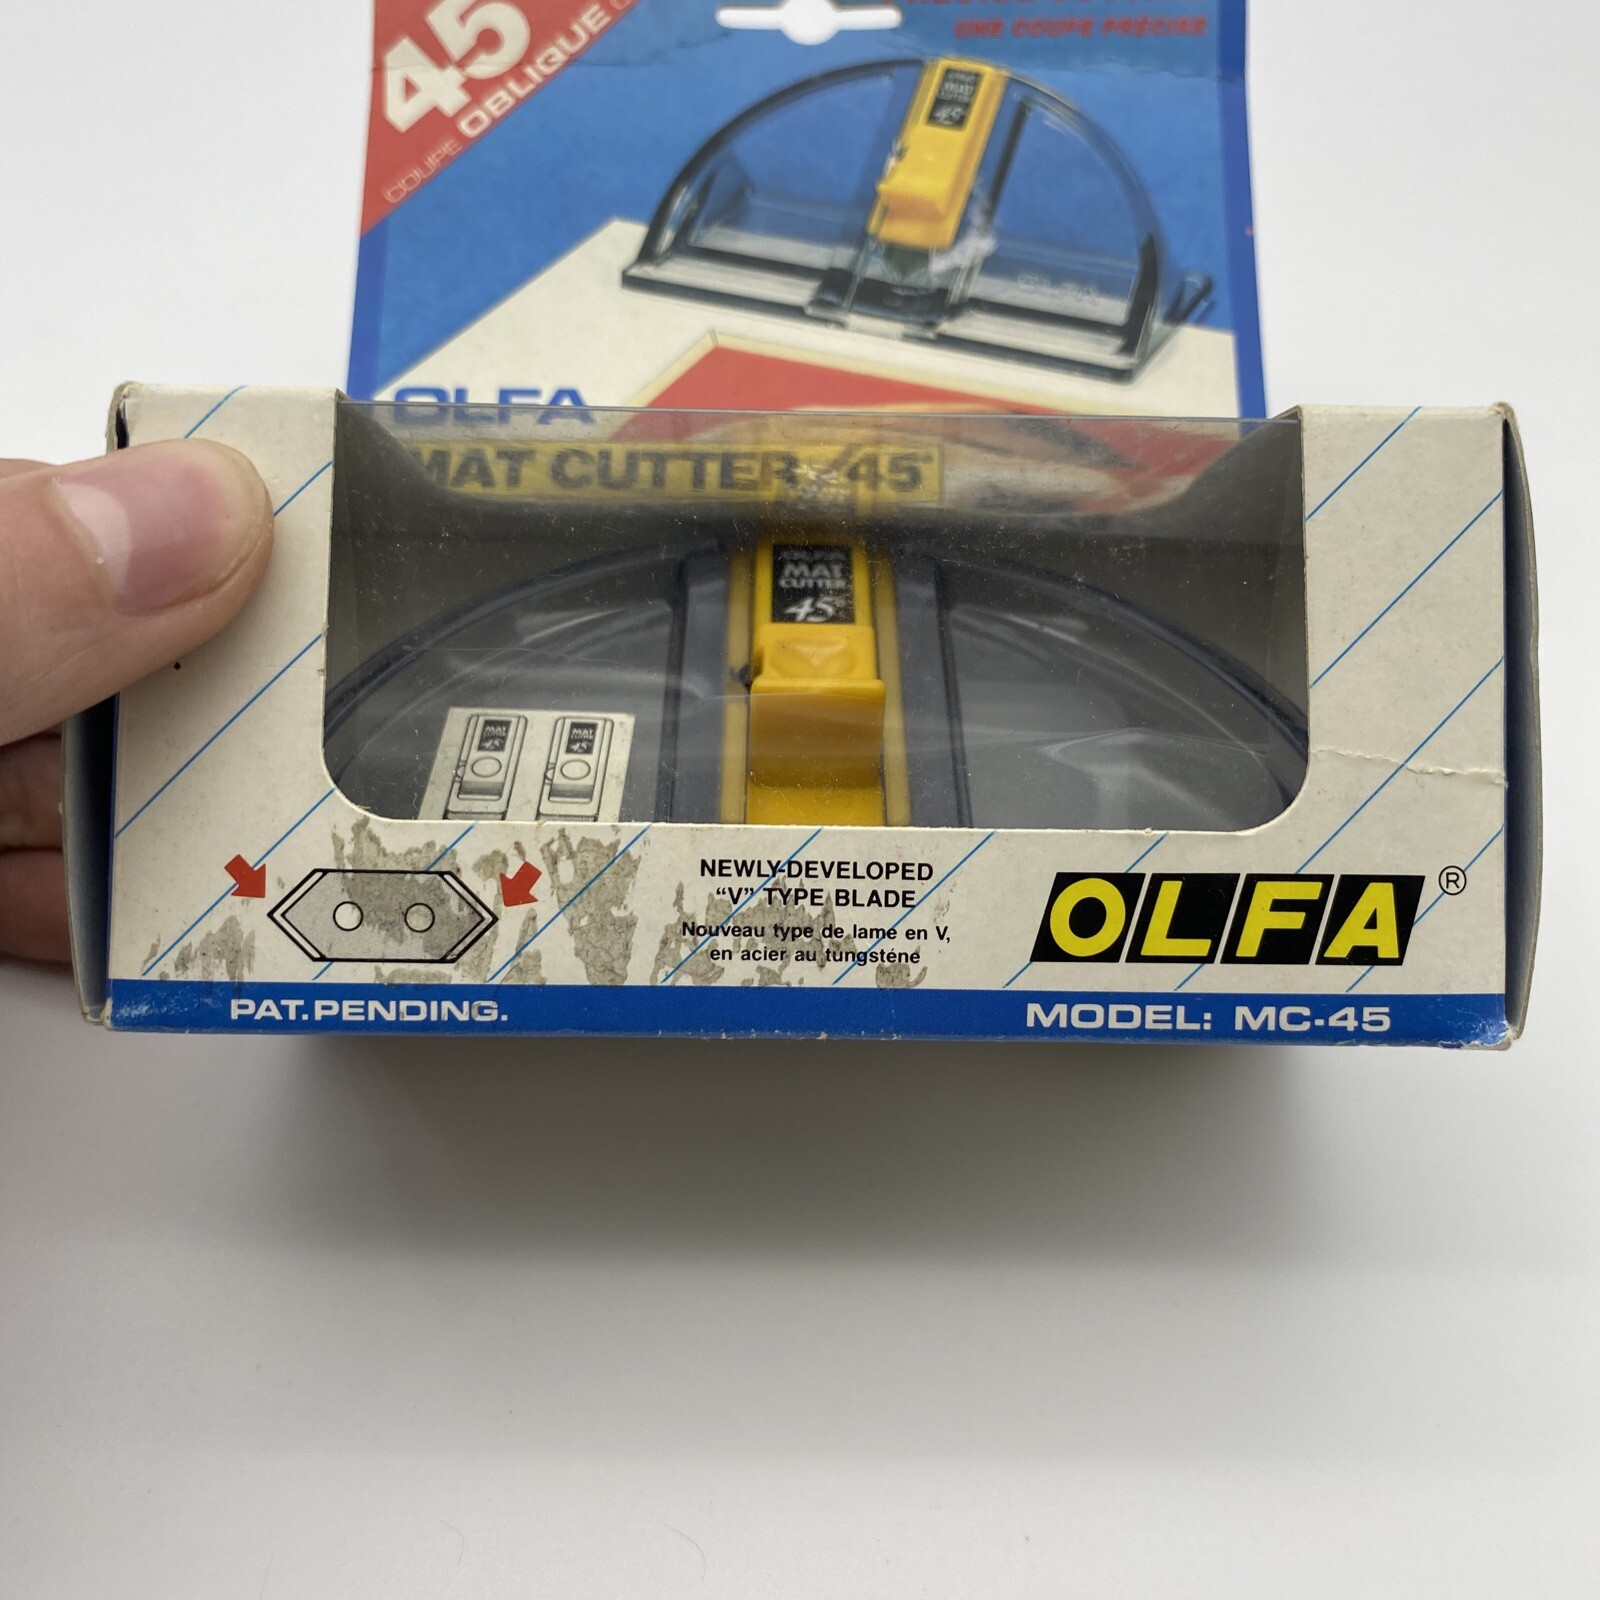 45
COUPE OBLIQUE
UNE COUPE PRÉCISE
45°
OLFA
OLFA
MAT CUTTER 45°
OLFA
MAT
CUTTER
45°
MAT
CUTTER
45°
MAT
CUTTER
45°
NEWLY-DEVELOPED
“V” TYPE BLADE
Nouveau type de lame en V,
en acier au tungsténe
OLFA®
PAT. PENDING.
MODEL: MC-45